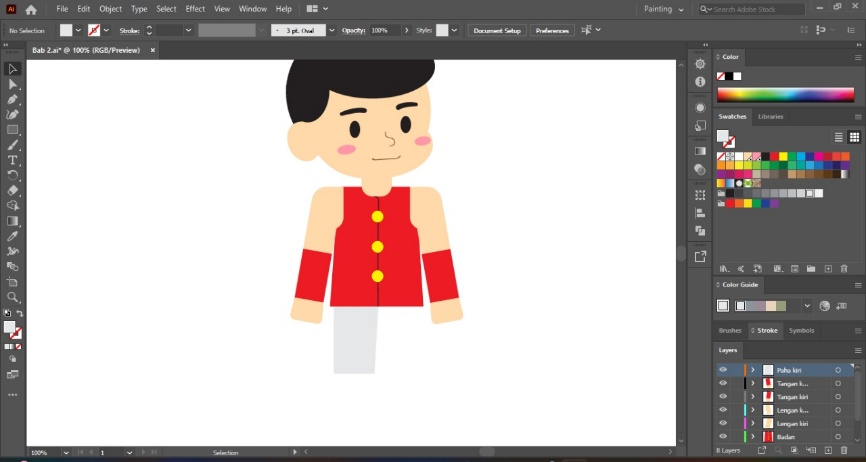 Ai File Edit Object Type Select Effect View Window Help Painting Search Adobe Stock
No Selection Stroke: 3 pt. Oval Opacity: 100% Style: Document Setup Preferences
Bab 2.ai* @ 100% (RGB/Preview) ×
Color
Swatches Libraries
Color Guide
Brushes Stroke Symbols
Layers
Paha kiri
Tangan k...
Tangan kiri
Lengan k...
Lengan kiri
Badan
100% 1 Selection 8 Layers